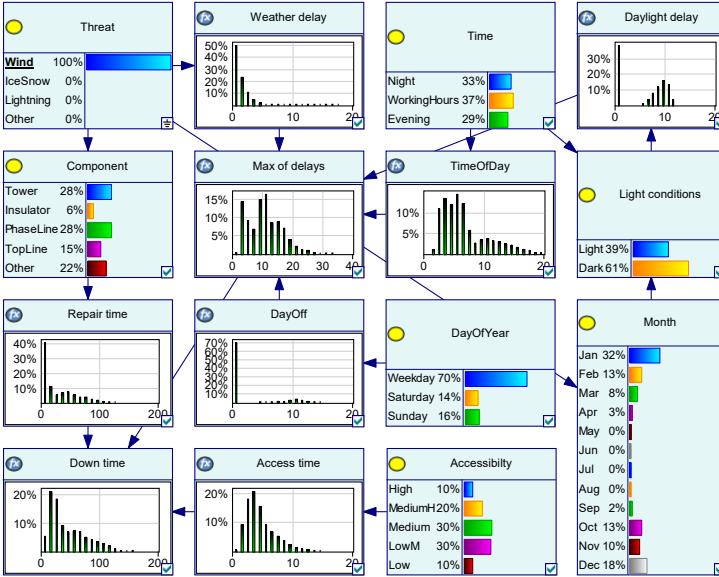 Threat
Wind 100%
IceSnow 0%
Lightning 0%
Other 0%
Weather delay
50%
40%
30%
20%
10%
0 10 20
Time
Night 33%
WorkingHours 37%
Evening 29%
Daylight delay
30%
20%
10%
0 10 20
Component
Tower 28%
Insulator 6%
PhaseLine 28%
TopLine 15%
Other 22%
Max of delays
15%
10%
5%
0 10 20 30 40
TimeOfDay
10%
5%
0 10 20
Light conditions
Light 39%
Dark 61%
Repair time
40%
30%
20%
10%
0 100 200
DayOff
70%
60%
50%
40%
30%
20%
10%
0 10 20
DayOfYear
Weekday 70%
Saturday 14%
Sunday 16%
Month
Jan 32%
Feb 13%
Mar 8%
Apr 3%
May 0%
Jun 0%
Jul 0%
Aug 0%
Sep 2%
Oct 13%
Nov 10%
Dec 18%
Down time
20%
10%
0 100 200
Access time
20%
10%
0 10 20
Accessibilty
High 10%
MediumH 20%
Medium 30%
LowM 30%
Low 10%